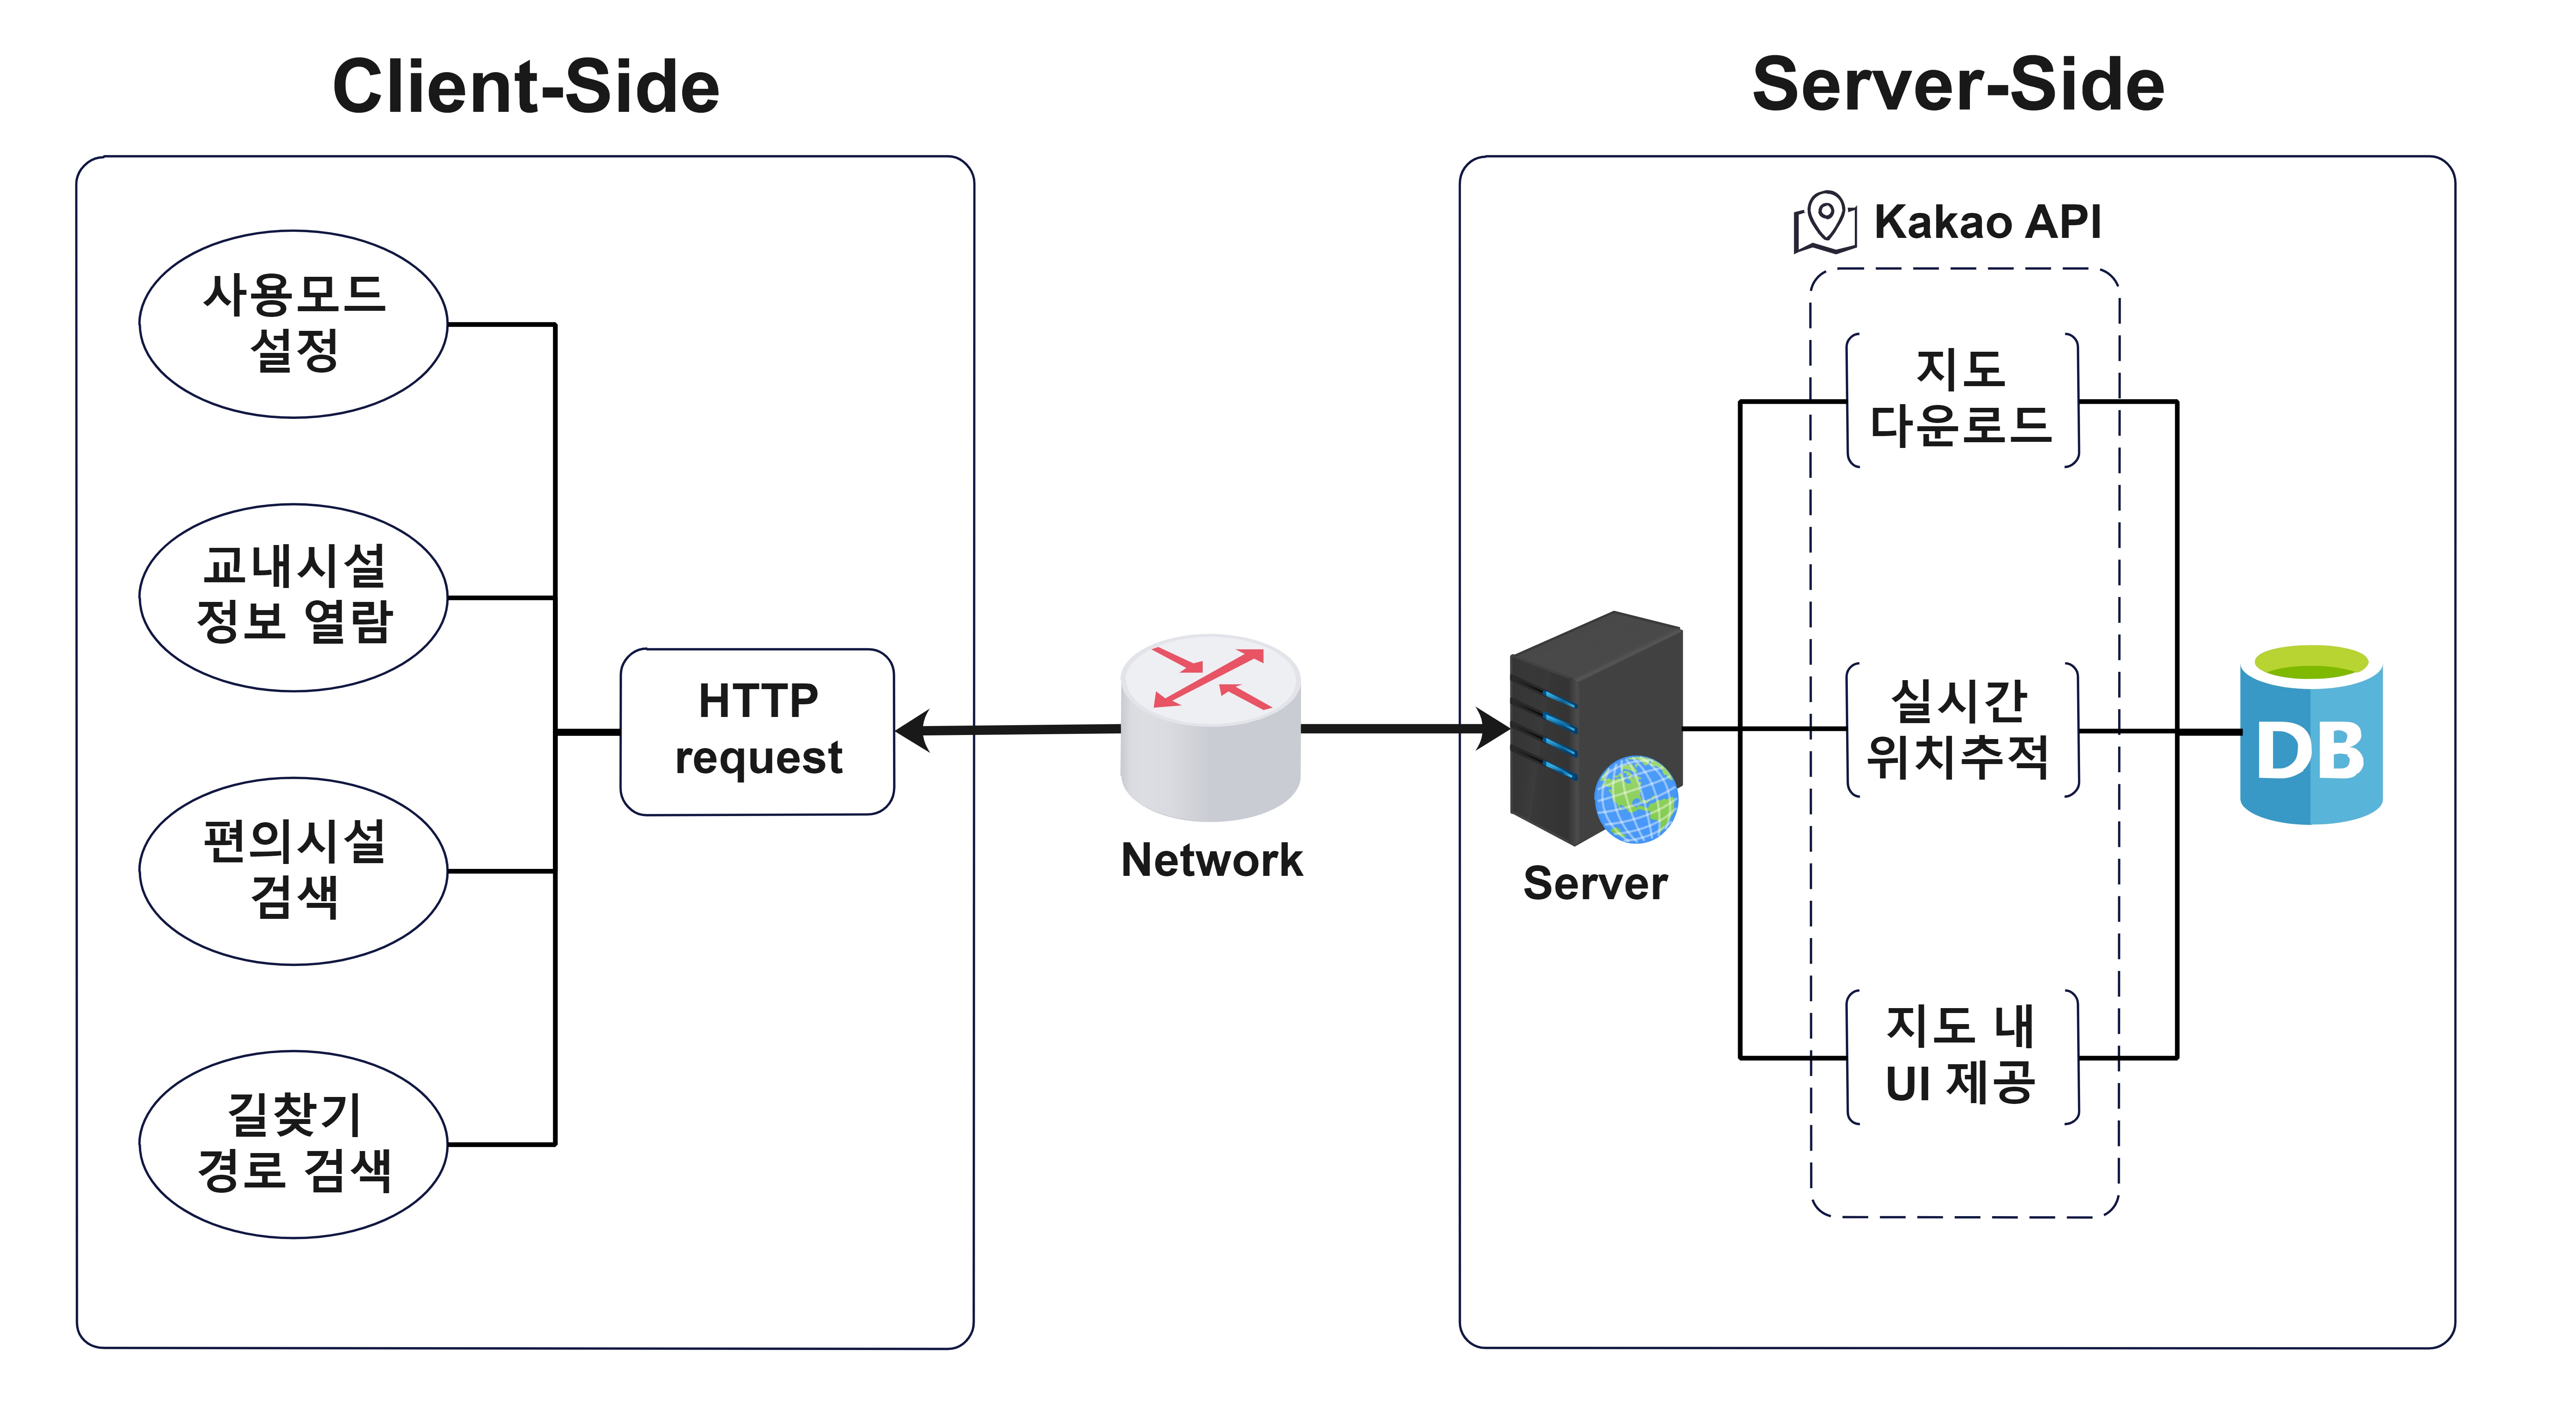 Client-Side
사용모드
설정
교내시설
정보 열람
편의시설
검색
길찾기
경로 검색
HTTP
request
Network
Server-Side
Kakao API
Server
지도
다운로드
실시간
위치추적
지도 내
UI 제공
DB